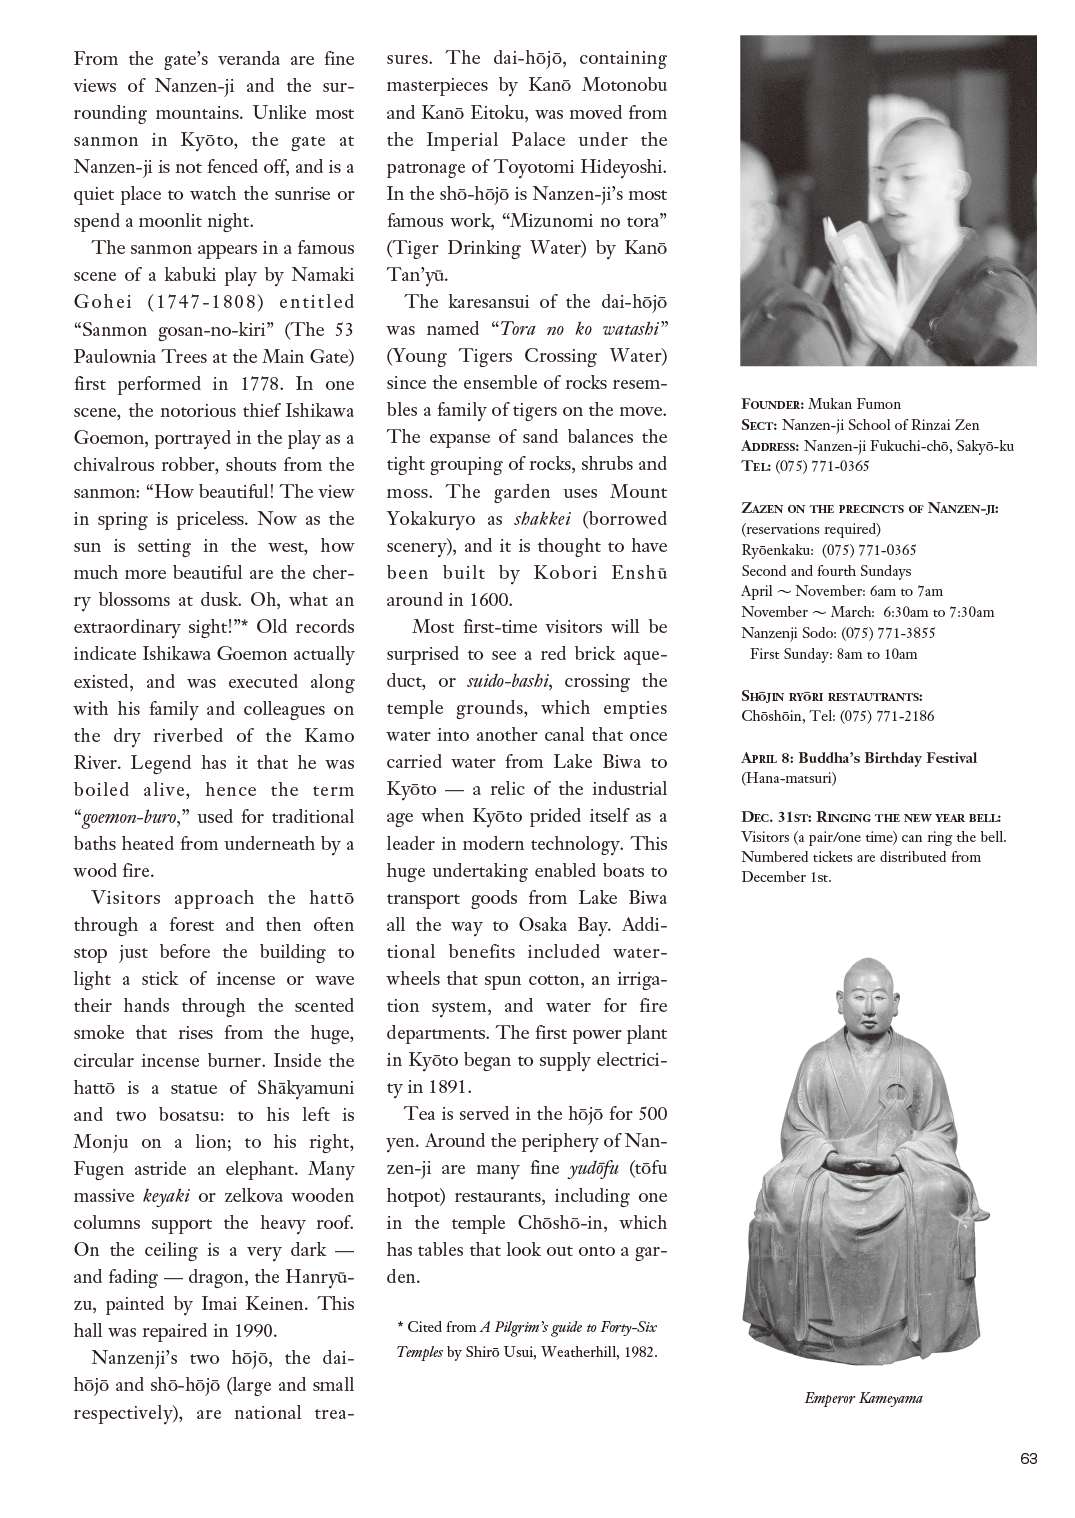 From the gate’s veranda are fine
views of Nanzen-ji and the sur-
rounding mountains. Unlike most
sanmon in Kyōto, the gate at
Nanzen-ji is not fenced off, and is a
quiet place to watch the sunrise or
spend a moonlit night.
The sanmon appears in a famous
scene of a kabuki play by Namaki
Gohei (1747-1808) entitled
“Sanmon gosan-no-kiri” (The 53
Paulownia Trees at the Main Gate)
first performed in 1778. In one
scene, the notorious thief Ishikawa
Goemon, portrayed in the play as a
chivalrous robber, shouts from the
sanmon: “How beautiful! The view
in spring is priceless. Now as the
sun is setting in the west, how
much more beautiful are the cher-
ry blossoms at dusk. Oh, what an
extraordinary sight!”* Old records
indicate Ishikawa Goemon actually
existed, and was executed along
with his family and colleagues on
the dry riverbed of the Kamo
River. Legend has it that he was
boiled alive, hence the term
“goemon-buro,” used for traditional
baths heated from underneath by a
wood fire.
Visitors approach the hattō
through a forest and then often
stop just before the building to
light a stick of incense or wave
their hands through the scented
smoke that rises from the huge,
circular incense burner. Inside the
hattō is a statue of Shākyamuni
and two bosatsu: to his left is
Monju on a lion; to his right,
Fugen astride an elephant. Many
massive keyaki or zelkova wooden
columns support the heavy roof.
On the ceiling is a very dark —
and fading — dragon, the Hanryū-
zu, painted by Imai Keinen. This
hall was repaired in 1990.
Nanzenji’s two hōjō, the dai-
hōjō and shō-hōjō (large and small
respectively), are national trea-
sures. The dai-hōjō, containing
masterpieces by Kanō Motonobu
and Kanō Eitoku, was moved from
the Imperial Palace under the
patronage of Toyotomi Hideyoshi.
In the shō-hōjō is Nanzen-ji’s most
famous work, “Mizunomi no tora”
(Tiger Drinking Water) by Kanō
Tan’yū.
The karesansui of the dai-hōjō
was named “Tora no ko watashi”
(Young Tigers Crossing Water)
since the ensemble of rocks resem-
bles a family of tigers on the move.
The expanse of sand balances the
tight grouping of rocks, shrubs and
moss. The garden uses Mount
Yokakuryo as shakkei (borrowed
scenery), and it is thought to have
been built by Kobori Enshū
around in 1600.
Most first-time visitors will be
surprised to see a red brick aque-
duct, or suido-bashi, crossing the
temple grounds, which empties
water into another canal that once
carried water from Lake Biwa to
Kyōto — a relic of the industrial
age when Kyōto prided itself as a
leader in modern technology. This
huge undertaking enabled boats to
transport goods from Lake Biwa
all the way to Osaka Bay. Addi-
tional benefits included water-
wheels that spun cotton, an irriga-
tion system, and water for fire
departments. The first power plant
in Kyōto began to supply electrici-
ty in 1891.
Tea is served in the hōjō for 500
yen. Around the periphery of Nan-
zen-ji are many fine yudōfu (tōfu
hotpot) restaurants, including one
in the temple Chōshō-in, which
has tables that look out onto a gar-
den.
* Cited from A Pilgrim’s guide to Forty-Six
Temples by Shirō Usui, Weatherhill, 1982.
Founder: Mukan Fumon
Sect: Nanzen-ji School of Rinzai Zen
Address: Nanzen-ji Fukuchi-chō, Sakyō-ku
Tel: (075) 771-0365
Zazen on the precincts of Nanzen-ji:
(reservations required)
Ryōenkaku: (075) 771-0365
Second and fourth Sundays
April ～ November: 6am to 7am
November ～ March: 6:30am to 7:30am
Nanzenji Sodo: (075) 771-3855
First Sunday: 8am to 10am
Shōjin ryōri restautrants:
Chōshōin, Tel: (075) 771-2186
April 8: Buddha’s Birthday Festival
(Hana-matsuri)
Dec. 31st: Ringing the new year bell:
Visitors (a pair/one time) can ring the bell.
Numbered tickets are distributed from
December 1st.
Emperor Kameyama
63